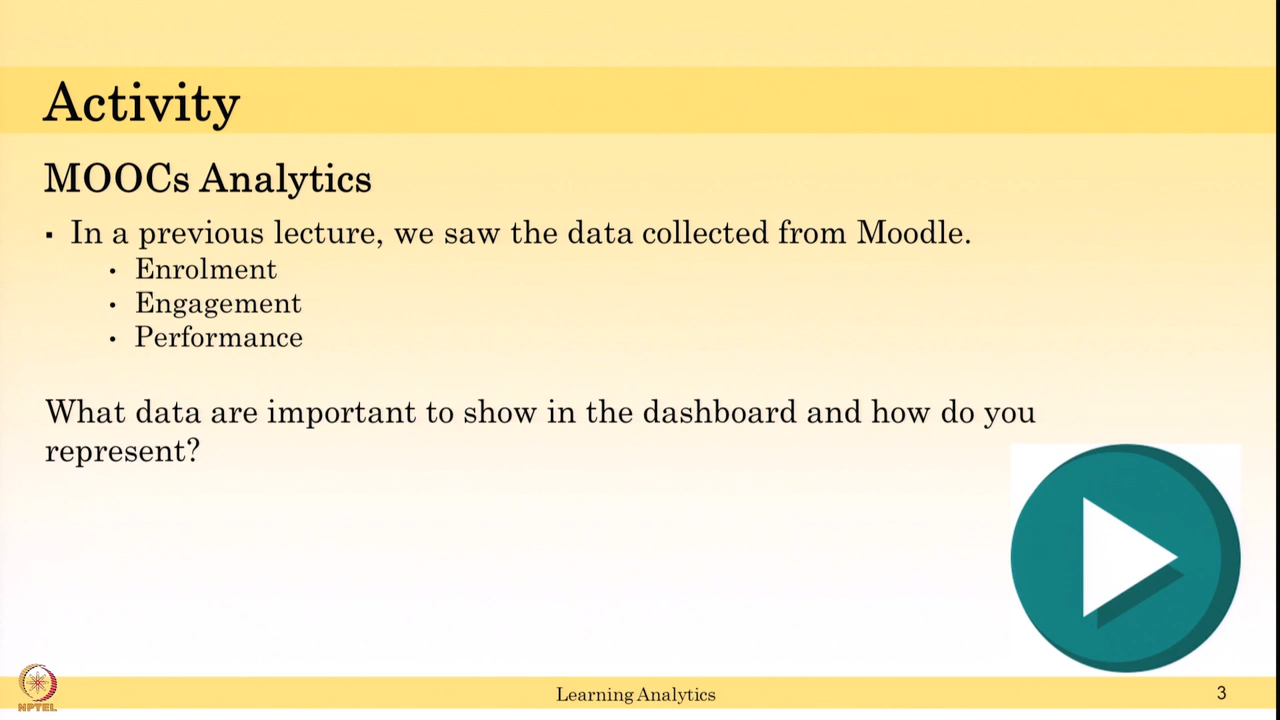 Activity
MOOCs Analytics
▪ In a previous lecture, we saw the data collected from Moodle.
• Enrolment
• Engagement
• Performance
What data are important to show in the dashboard and how do you
represent?
NPTEL
Learning Analytics
3